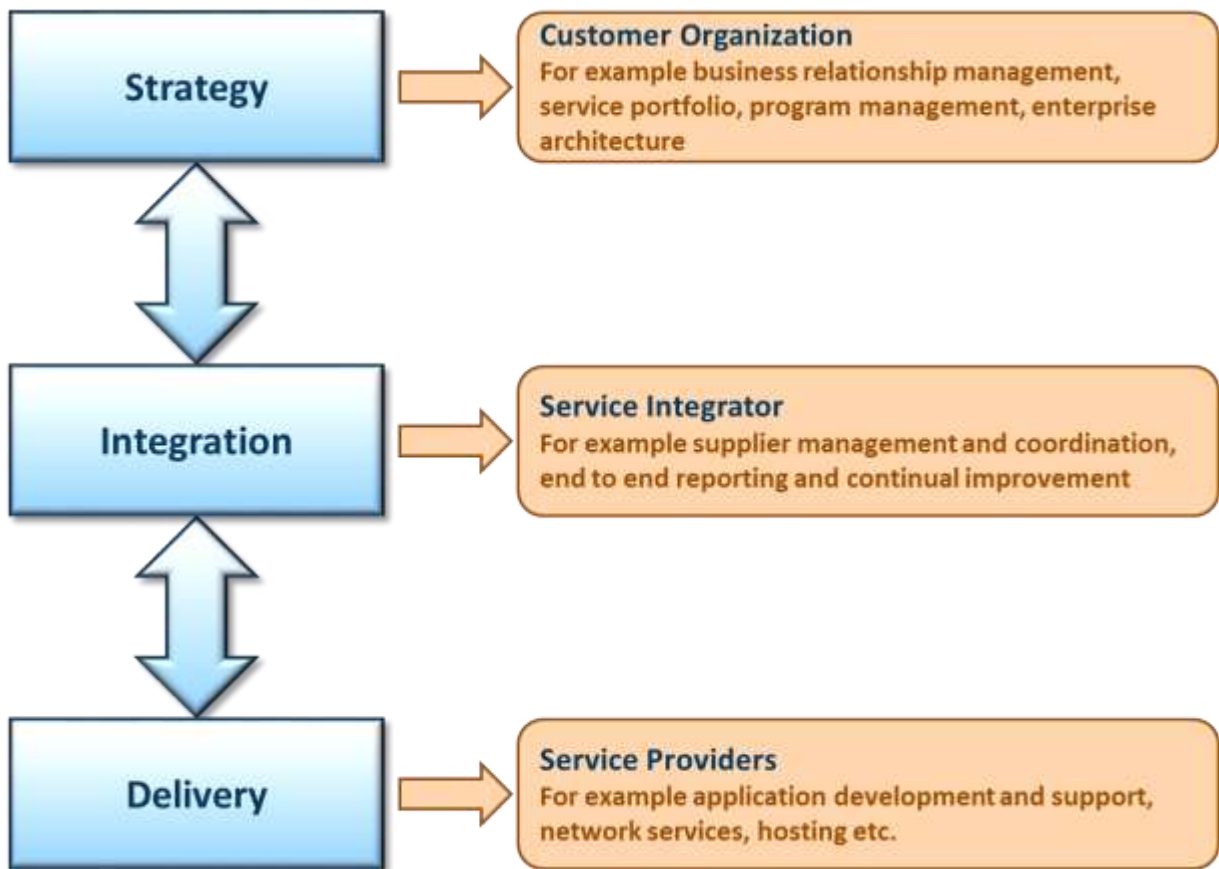 Strategy
Customer Organization
For example business relationship management,
service portfolio, program management, enterprise
architecture
Integration
Service Integrator
For example supplier management and coordination,
end to end reporting and continual improvement
Delivery
Service Providers
For example application development and support,
network services, hosting etc.